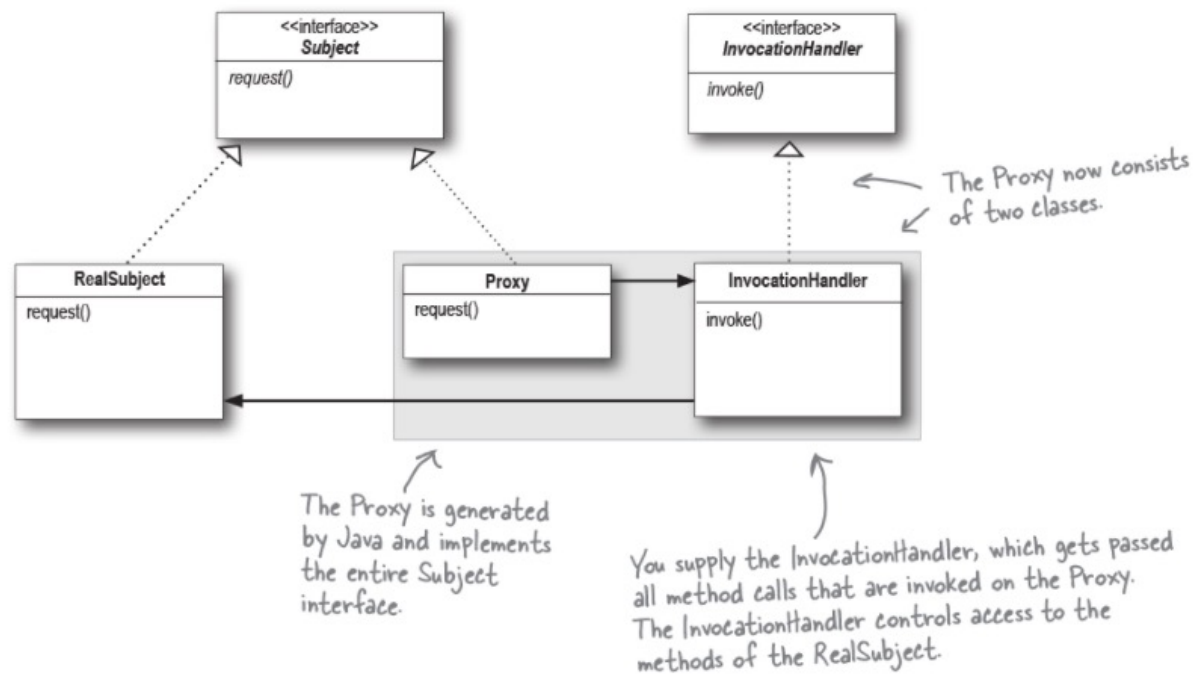 <<interface>>
Subject
request()
<<interface>>
InvocationHandler
invoke()
The Proxy now consists
of two classes.
RealSubject
request()
Proxy
request()
InvocationHandler
invoke()
The Proxy is generated
by Java and implements
the entire Subject
interface.
You supply the InvocationHandler, which gets passed
all method calls that are invoked on the Proxy.
The InvocationHandler controls access to the
methods of the RealSubject.